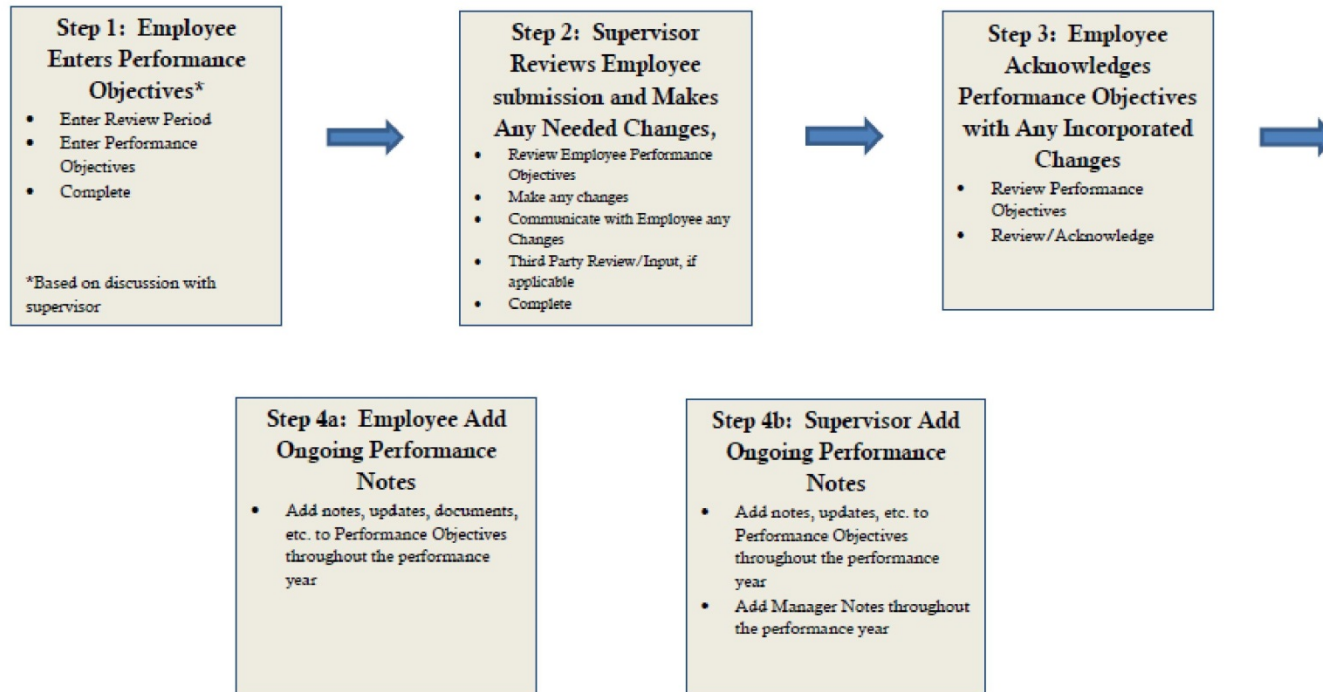 Step 1:  Employee
Enters Performance
Objectives*
• Enter Review Period
• Enter Performance
Objectives
• Complete
*Based on discussion with
supervisor
Step 2:  Supervisor
Reviews Employee
submission and Makes
Any Needed Changes,
• Review Employee Performance
Objectives
• Make any changes
• Communicate with Employee any
Changes
• Third Party Review/Input, if
applicable
• Complete
Step 3:  Employee
Acknowledges
Performance Objectives
with Any Incorporated
Changes
• Review Performance
Objectives
• Review/Acknowledge
Step 4a:  Employee Add
Ongoing Performance
Notes
• Add notes, updates, documents,
etc. to Performance Objectives
throughout the performance
year
Step 4b:  Supervisor Add
Ongoing Performance
Notes
• Add notes, updates, etc. to
Performance Objectives
throughout the performance
year
• Add Manager Notes throughout
the performance year